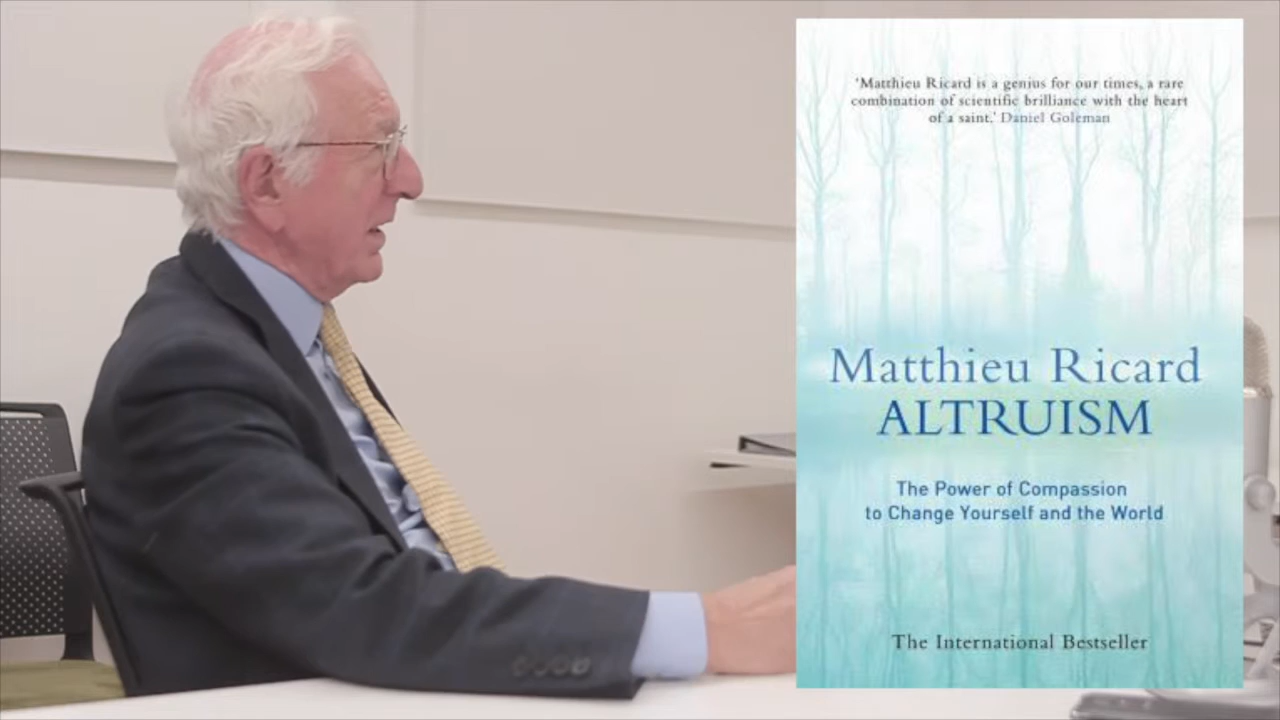 ‘Matthieu Ricard is a genius for our times, a rare
combination of scientific brilliance with the heart
of a saint.’ Daniel Goleman
Matthieu Ricard
ALTRUISM
The Power of Compassion
to Change Yourself and the World
The International Bestseller